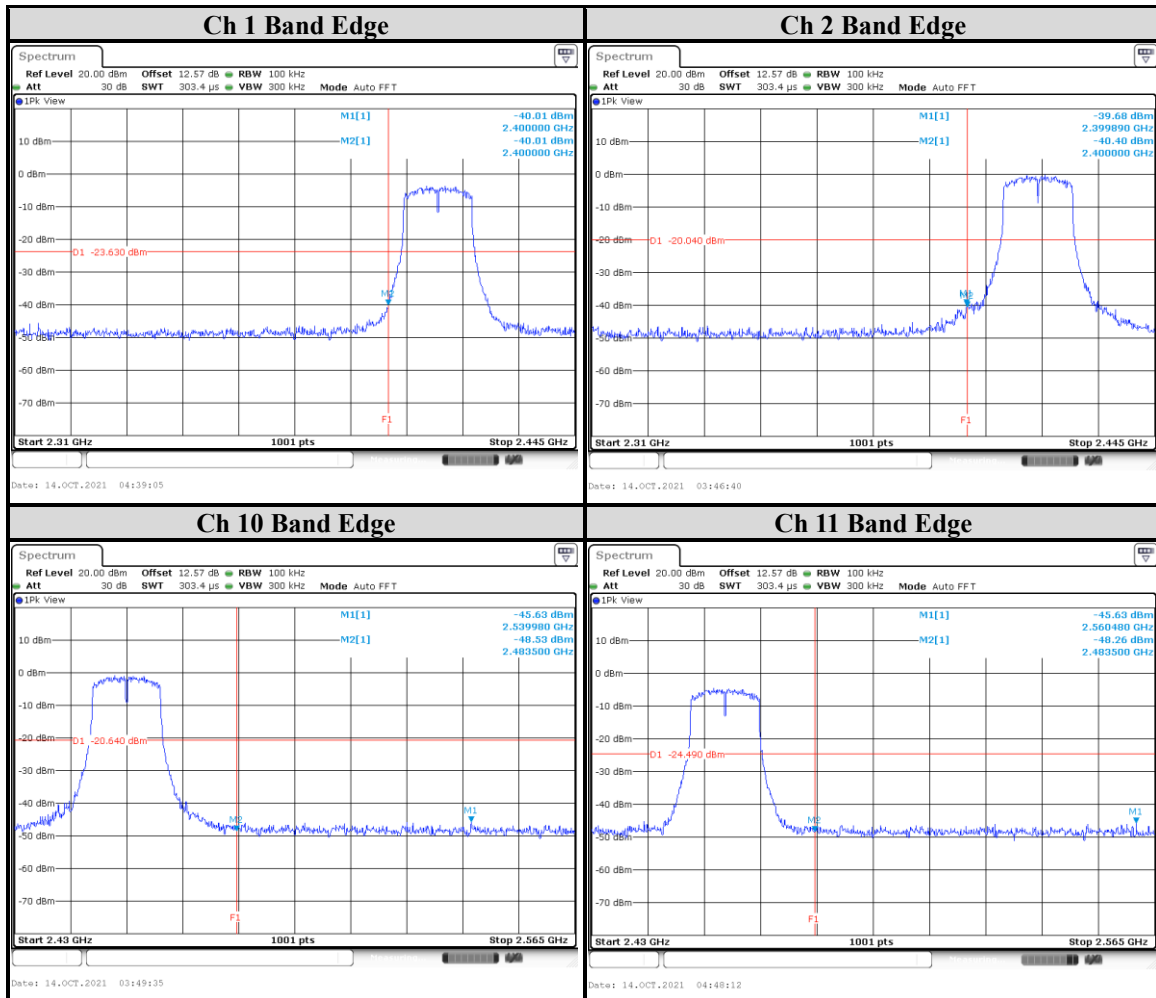 Ch 1 Band Edge
Spectrum
Ref Level 20.00 dBm Offset 12.57 dB RBW 100 kHz
Att 30 dB SWT 303.4 µs VBW 300 kHz Mode Auto FFT
1Pk View
M1[1] -40.01 dBm
2.400000 GHz
M2[1] -40.01 dBm
2.400000 GHz
10 dBm
0 dBm
-10 dBm
-20 dBm
D1 -23.630 dBm
-30 dBm
-40 dBm
M2
-50 dBm
-60 dBm
-70 dBm
F1
Start 2.31 GHz 1001 pts Stop 2.445 GHz
Date: 14.OCT.2021 04:39:05
Ch 2 Band Edge
Spectrum
Ref Level 20.00 dBm Offset 12.57 dB RBW 100 kHz
Att 30 dB SWT 303.4 µs VBW 300 kHz Mode Auto FFT
1Pk View
M1[1] -39.68 dBm
2.399890 GHz
M2[1] -40.40 dBm
2.400000 GHz
10 dBm
0 dBm
-10 dBm
-20 dBm
D1 -20.040 dBm
-30 dBm
-40 dBm
-50 dBm
-60 dBm
-70 dBm
F1
Start 2.31 GHz 1001 pts Stop 2.445 GHz
Date: 14.OCT.2021 03:46:40
Ch 10 Band Edge
Spectrum
Ref Level 20.00 dBm Offset 12.57 dB RBW 100 kHz
Att 30 dB SWT 303.4 µs VBW 300 kHz Mode Auto FFT
1Pk View
M1[1] -45.63 dBm
2.539980 GHz
M2[1] -48.53 dBm
2.483500 GHz
10 dBm
0 dBm
-10 dBm
-20 dBm
D1 -20.640 dBm
-30 dBm
-40 dBm
M2
M1
-50 dBm
-60 dBm
-70 dBm
F1
Start 2.43 GHz 1001 pts Stop 2.565 GHz
Date: 14.OCT.2021 03:49:35
Ch 11 Band Edge
Spectrum
Ref Level 20.00 dBm Offset 12.57 dB RBW 100 kHz
Att 30 dB SWT 303.4 µs VBW 300 kHz Mode Auto FFT
1Pk View
M1[1] -45.63 dBm
2.560480 GHz
M2[1] -48.26 dBm
2.483500 GHz
10 dBm
0 dBm
-10 dBm
-20 dBm
D1 -24.490 dBm
-30 dBm
-40 dBm
M2
M1
-50 dBm
-60 dBm
-70 dBm
F1
Start 2.43 GHz 1001 pts Stop 2.565 GHz
Date: 14.OCT.2021 04:48:12